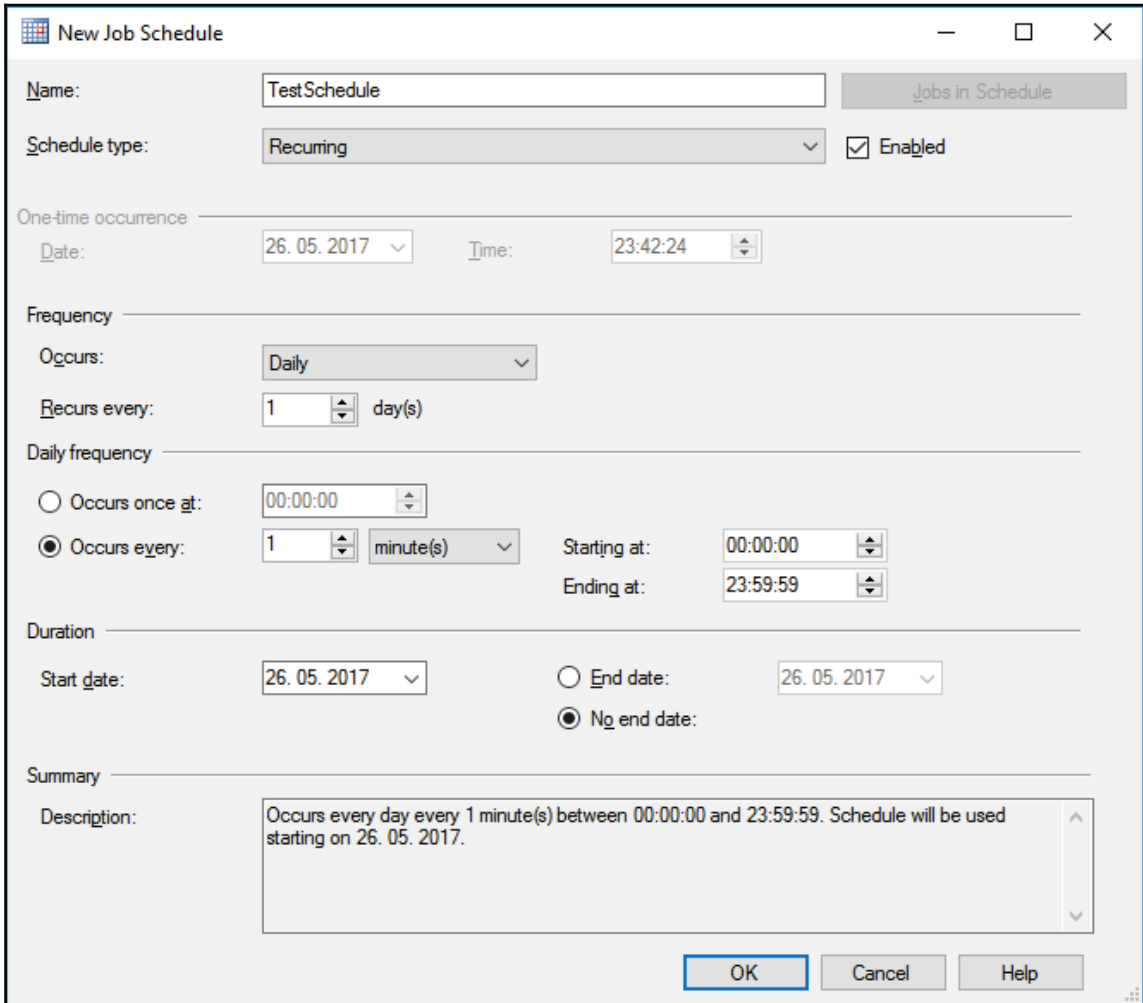 New Job Schedule
Name: TestSchedule Jobs in Schedule
Schedule type: Recurring Enabled
One-time occurrence
Date: 26. 05. 2017 Time: 23:42:24
Frequency
Occurs: Daily
Recurs every: 1 day(s)
Daily frequency
Occurs once at: 00:00:00
Occurs every: 1 minute(s) Starting at: 00:00:00
Ending at: 23:59:59
Duration
Start date: 26. 05. 2017 End date: 26. 05. 2017
No end date:
Summary
Description: Occurs every day every 1 minute(s) between 00:00:00 and 23:59:59. Schedule will be used
starting on 26. 05. 2017.
OK Cancel Help